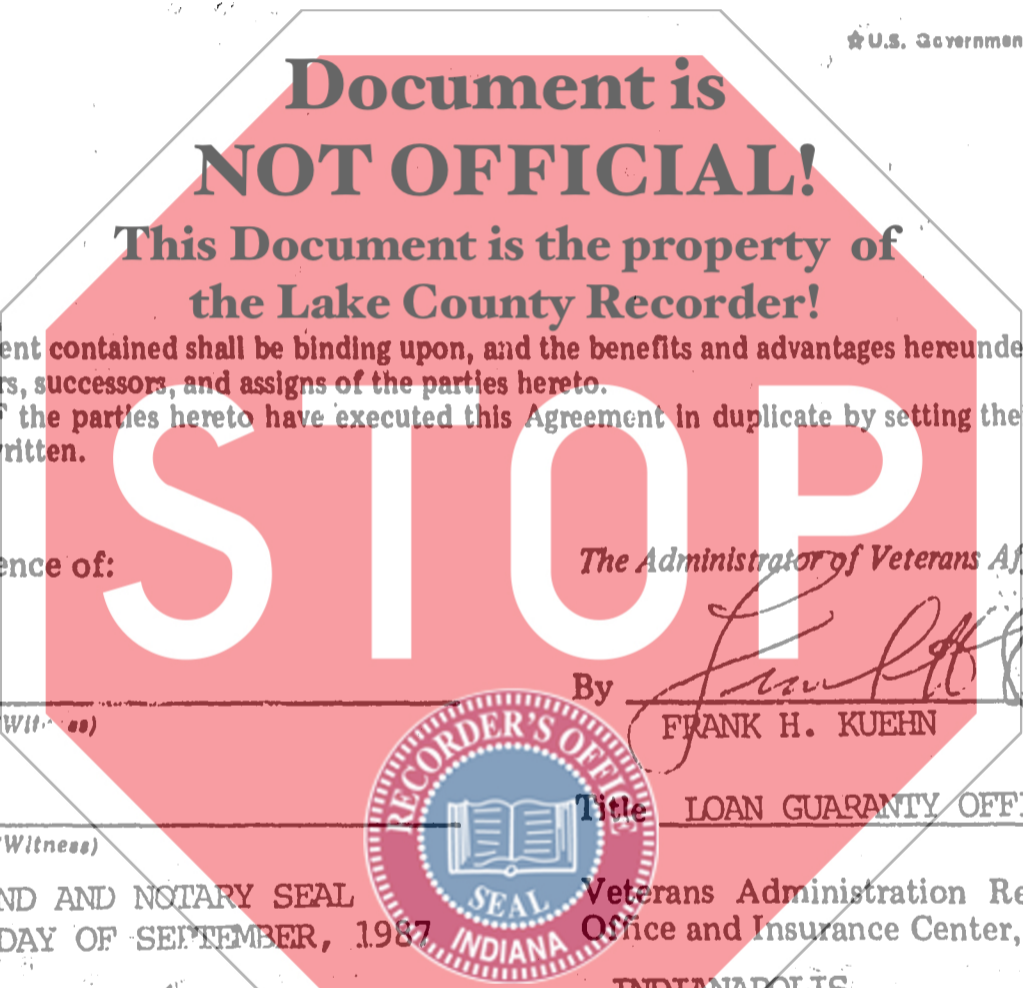 ☆U.S. Governmen
Document is
NOT OFFICIAL!
This Document is the property of
the Lake County Recorder!
ent contained shall be binding upon, and the benefits and advantages hereunde
rs, successors, and assigns of the parties hereto.
f the parties hereto have executed this Agreement in duplicate by setting the
ritten.
STOP
ence of:
The Administrator of Veterans Af
By
(Witness)
FRANK H. KUEHN
RECORDER'S OFFICE
SEAL
INDIANA
Title LOAN GUARANTY OFFI
(Witness)
ND AND NOTARY SEAL
DAY OF SEPTEMBER, 1987
Veterans Administration Re
Office and Insurance Center,
INDIANAPOLIS